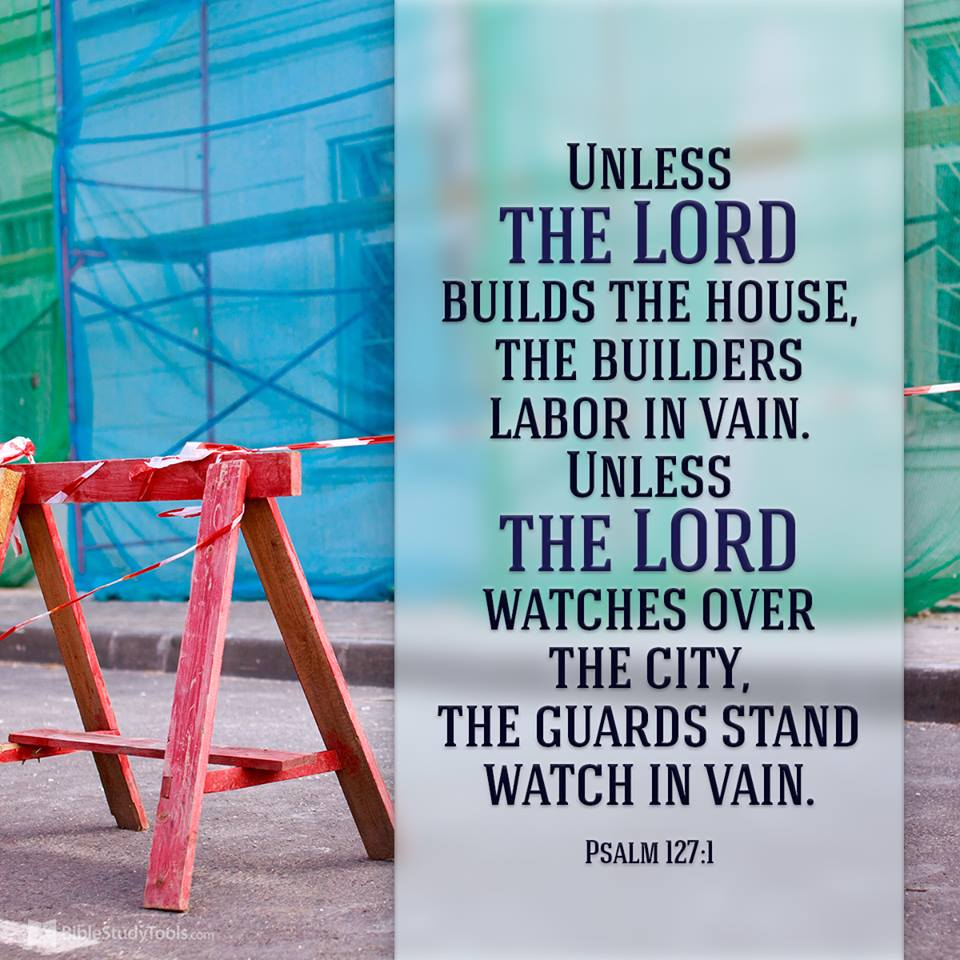 Unless
the LORD
builds the house,
the builders
labor in vain.
Unless
the LORD
watches over
the city,
the guards stand
watch in vain.
Psalm 127:1
BibleStudyTools.com